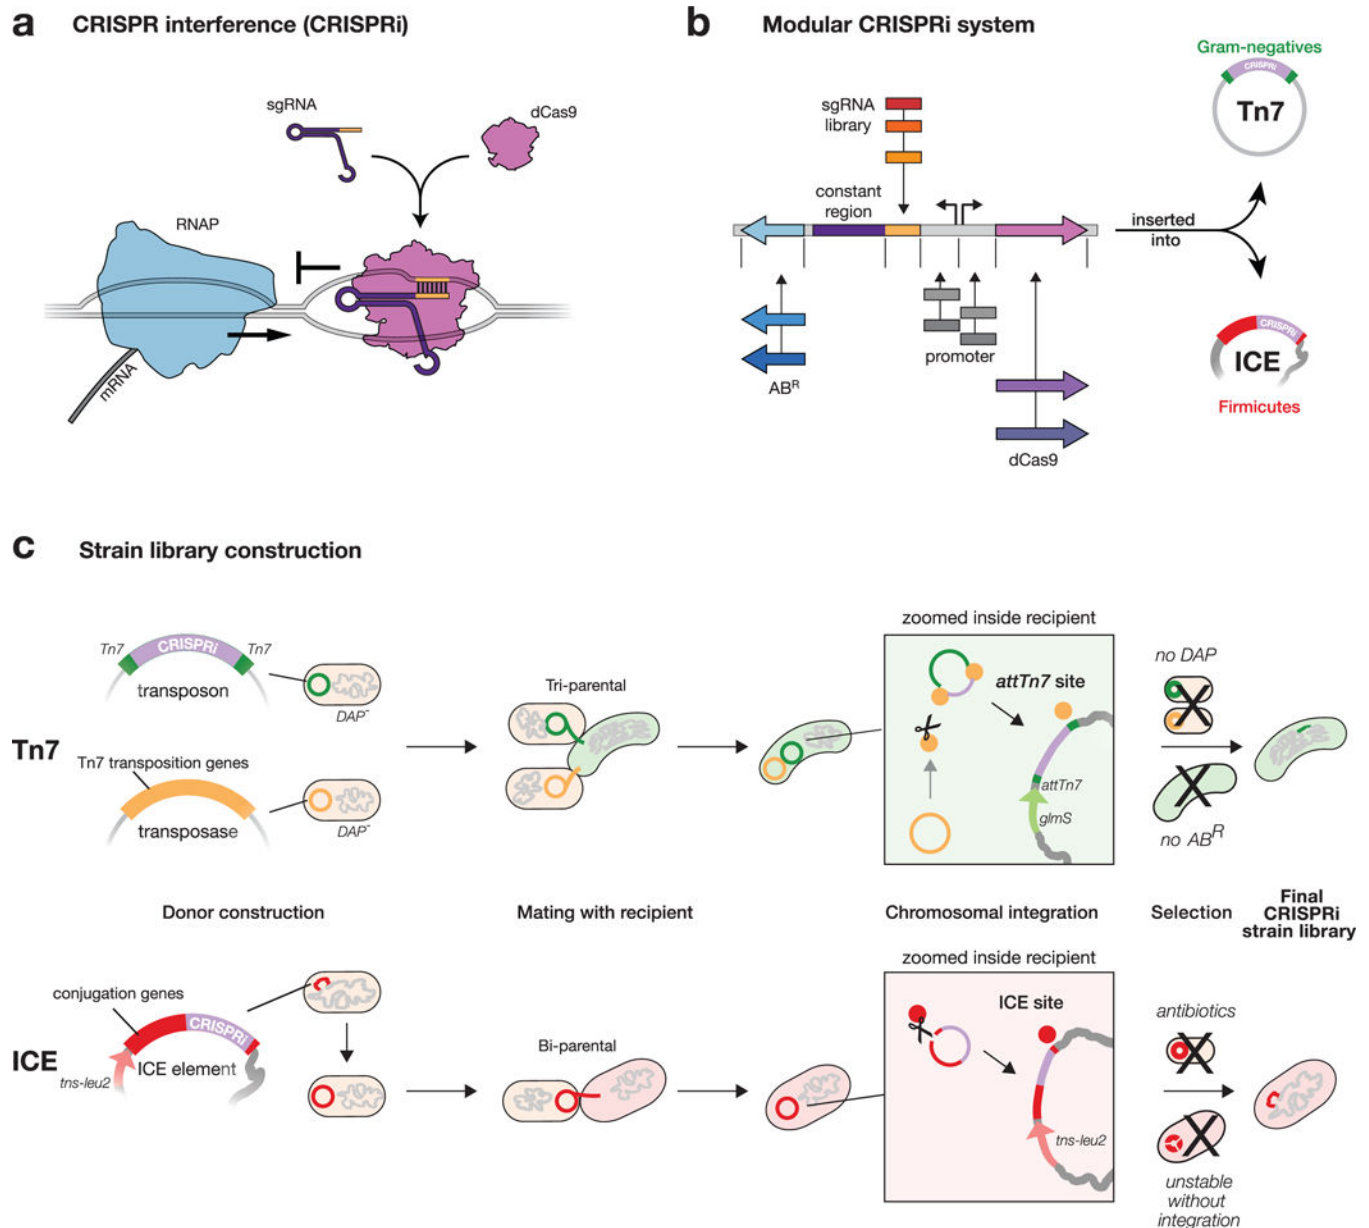 a CRISPR interference (CRISPRi)
sgRNA
dCas9
RNAP
mRNA
b Modular CRISPRi system
Gram-negatives
CRISPRi
Tn7
sgRNA
library
constant
region
inserted
into
promoter
AB^R
dCas9
CRISPRi
ICE
Firmicutes
c Strain library construction
Tn7
CRISPRi
Tn7
transposon
DAP^-
Tn7
Tn7 transposition genes
transposase
DAP^-
Tri-parental
zoomed inside recipient
attTn7 site
attTn7
glmS
no DAP
no AB^R
Donor construction
Mating with recipient
Chromosomal integration
Selection
Final
CRISPRi
strain library
conjugation genes
CRISPRi
ICE
ICE element
tns-leu2
Bi-parental
zoomed inside recipient
ICE site
tns-leu2
antibiotics
unstable
without
integration